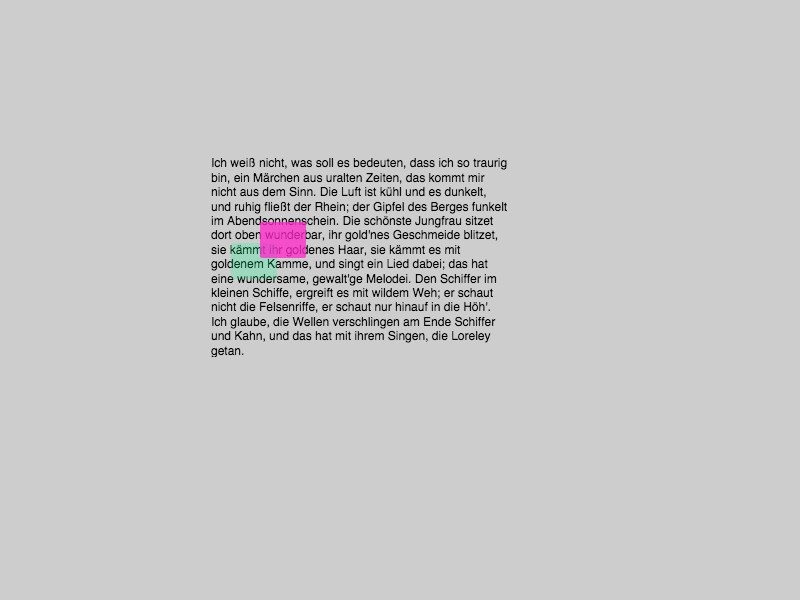 Ich weiß nicht, was soll es bedeuten, dass ich so traurig
bin, ein Märchen aus uralten Zeiten, das kommt mir
nicht aus dem Sinn. Die Luft ist kühl und es dunkelt,
und ruhig fließt der Rhein; der Gipfel des Berges funkelt
im Abendsonnenschein. Die schönste Jungfrau sitzet
dort oben wunderbar, ihr gold'nes Geschmeide blitzet,
sie kämmt ihr goldenes Haar, sie kämmt es mit
goldenem Kamme, und singt ein Lied dabei; das hat
eine wundersame, gewalt'ge Melodei. Den Schiffer im
kleinen Schiffe, ergreift es mit wildem Weh; er schaut
nicht die Felsenriffe, er schaut nur hinauf in die Höh'.
Ich glaube, die Wellen verschlingen am Ende Schiffer
und Kahn, und das hat mit ihrem Singen, die Loreley
getan.